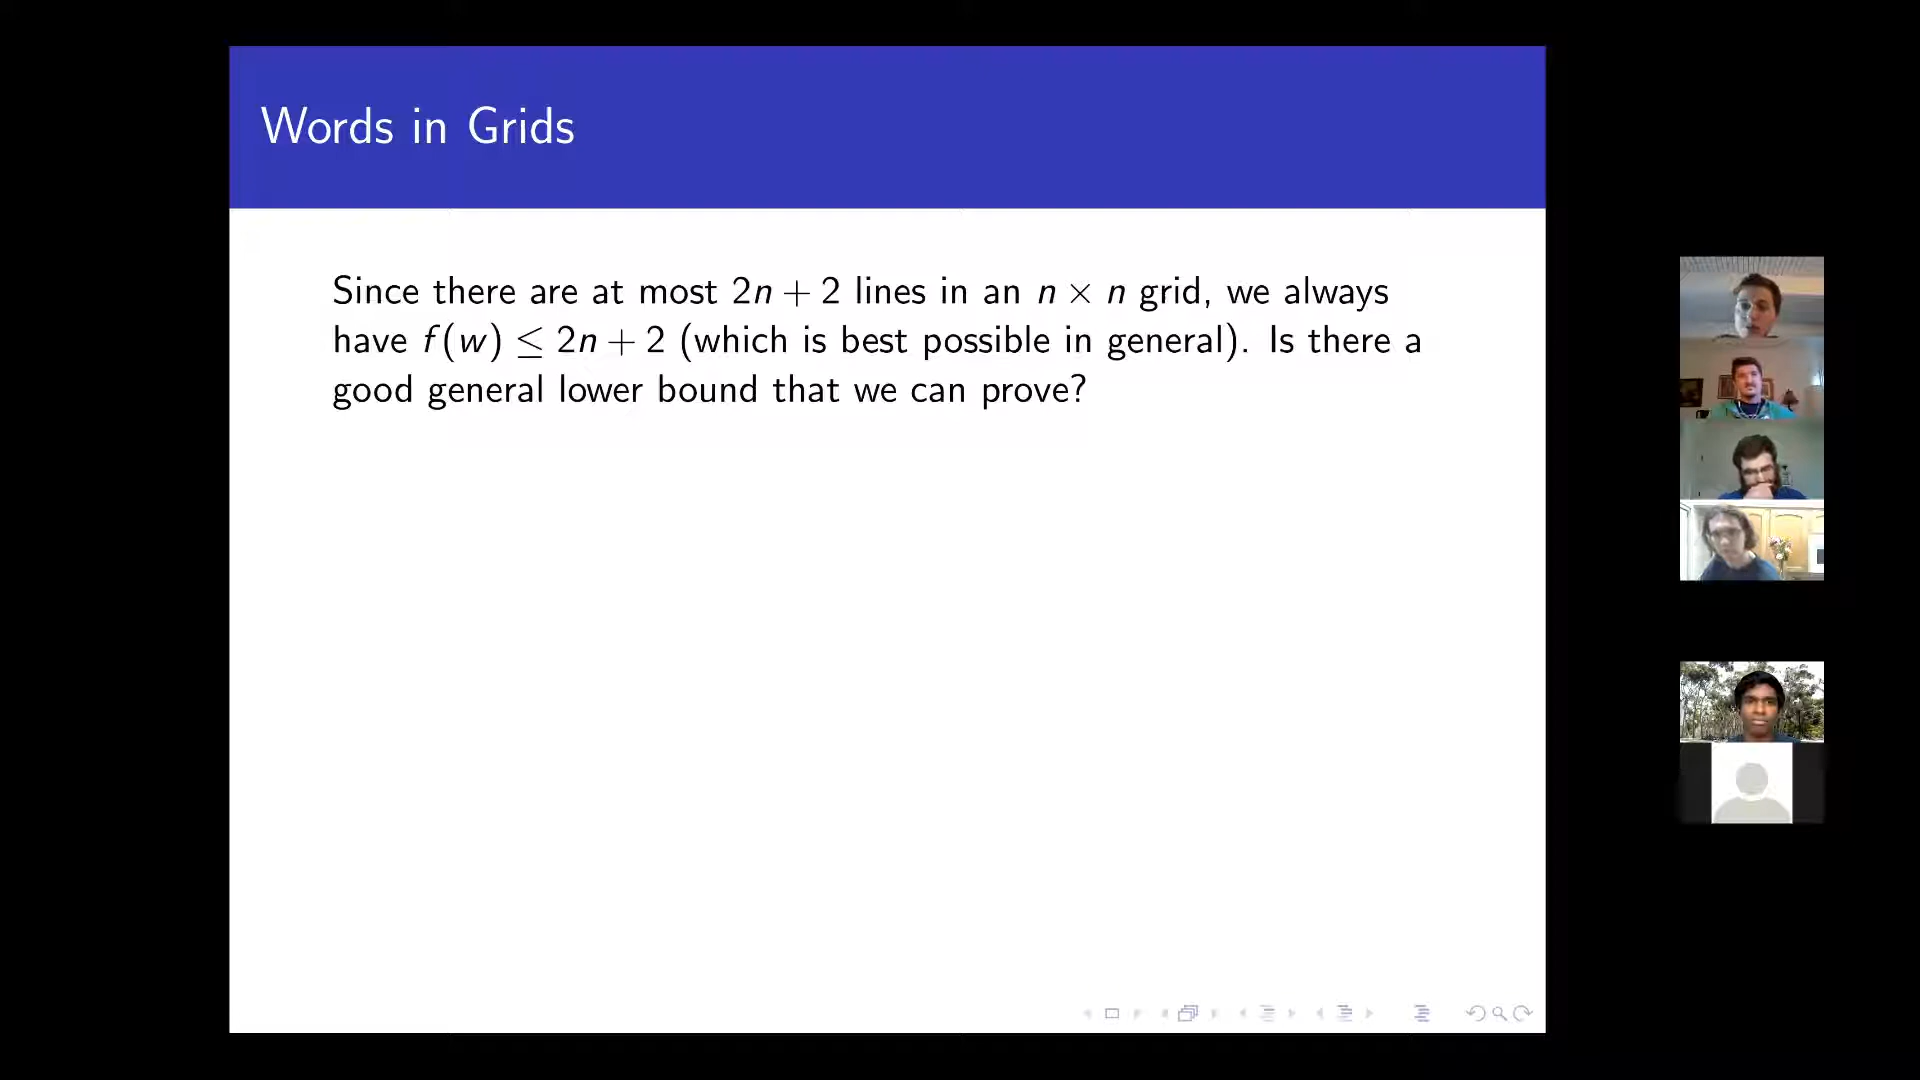 Words in Grids
Since there are at most 2n + 2 lines in an n × n grid, we always
have f(w) ≤ 2n + 2 (which is best possible in general). Is there a
good general lower bound that we can prove?